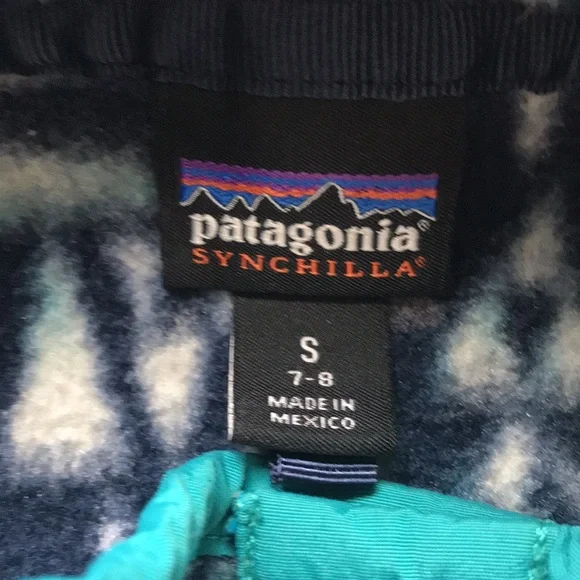 patagonia®
SYNCHILLA®
S
7-8
MADE IN
MEXICO